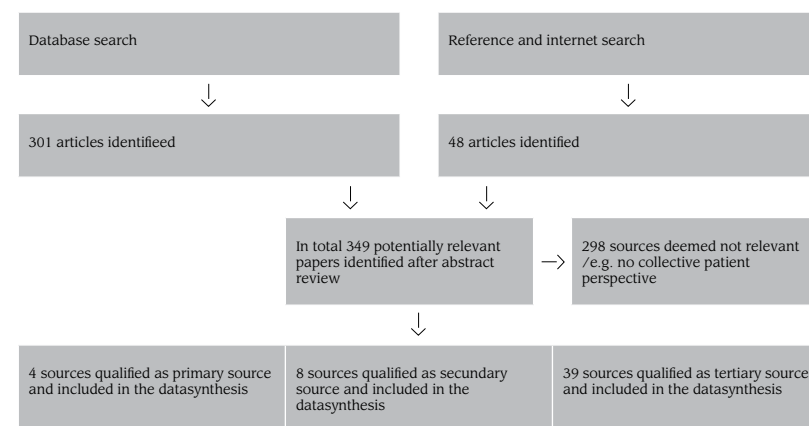 Database search
Reference and internet search
301 articles identifieed
48 articles identified
In total 349 potentially relevant
papers identified after abstract
review
298 sources deemed not relevant
/e.g. no collective patient
perspective
4 sources qualified as primary source
and included in the datasynthesis
8 sources qualified as secundary
source and included in the
datasynthesis
39 sources qualified as tertiary source
and included in the datasynthesis